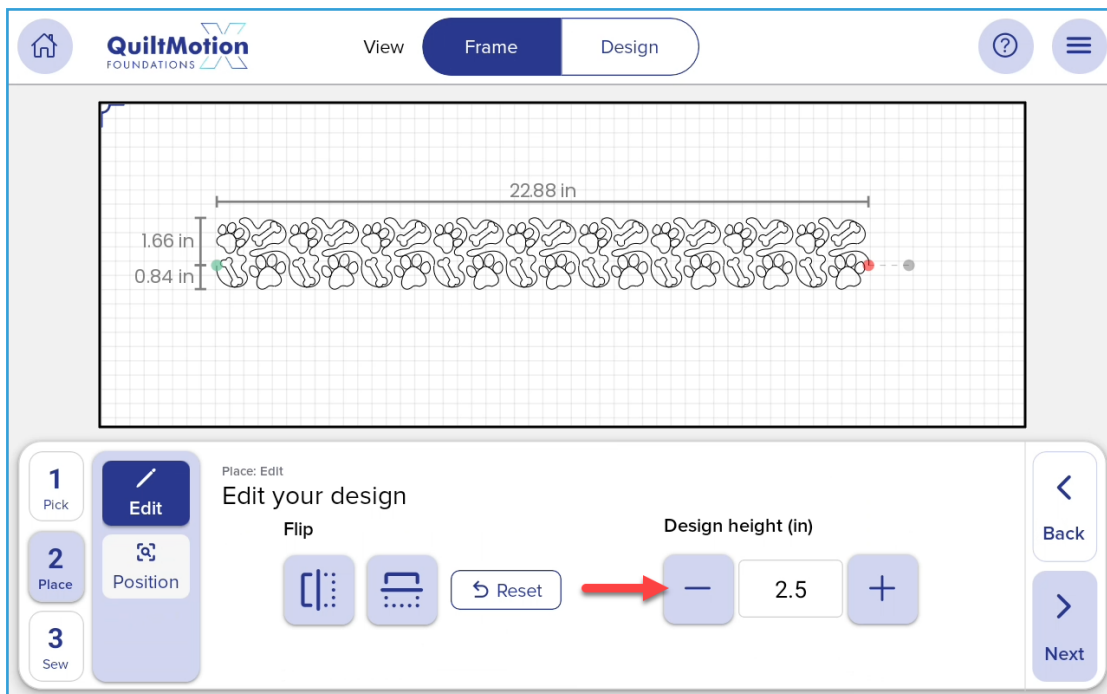 QuiltMotion
FOUNDATIONS
View
Frame
Design
?
22.88 in
1.66 in
0.84 in
1
Pick
2
Place
3
Sew
Edit
Position
Place: Edit
Edit your design
Flip
Reset
Design height (in)
2.5
Back
Next